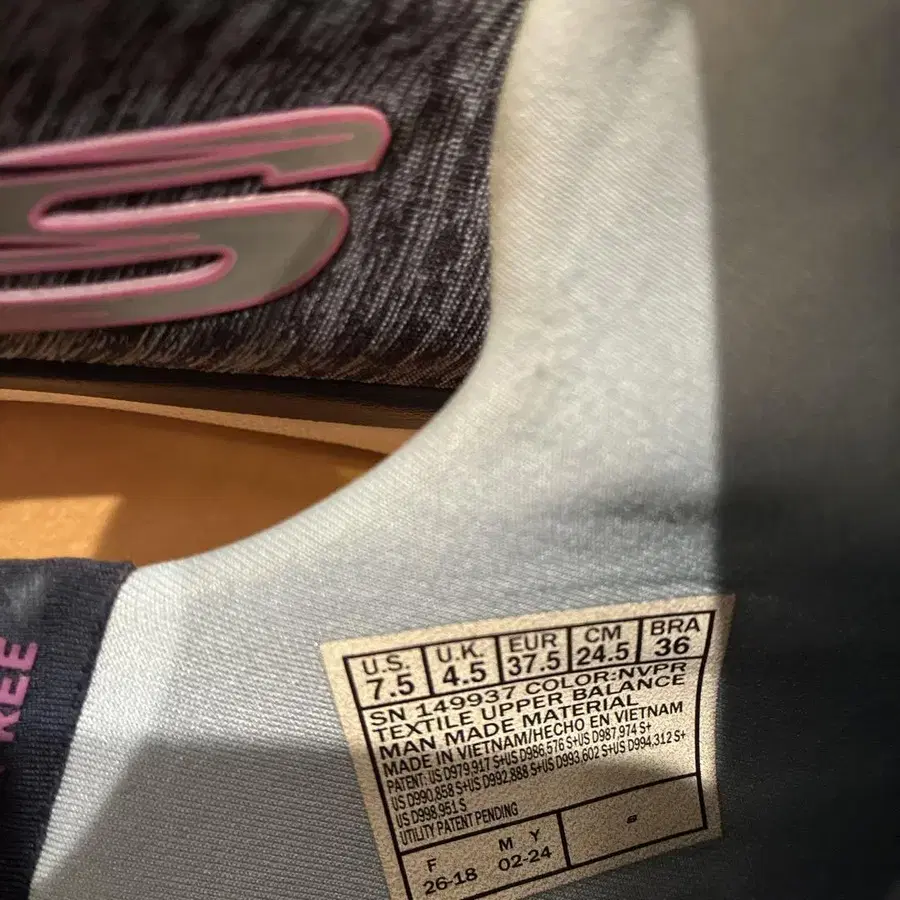 S
REE
U.S. U.K. EUR CM BRA
7.5 4.5 37.5 24.5 36
SN 149937 COLOR:NVPR
TEXTILE UPPER BALANCE
MAN MADE MATERIAL
MADE IN VIETNAM/HECHO EN VIETNAM
PATENT: US D979,917 S+US D986,576 S+US D987,974 S+
US D990,858 S+US D992,888 S+US D993,602 S+US D994,312 S+
US D998,951 S
UTILITY PATENT PENDING
F M Y
26-18 02-24